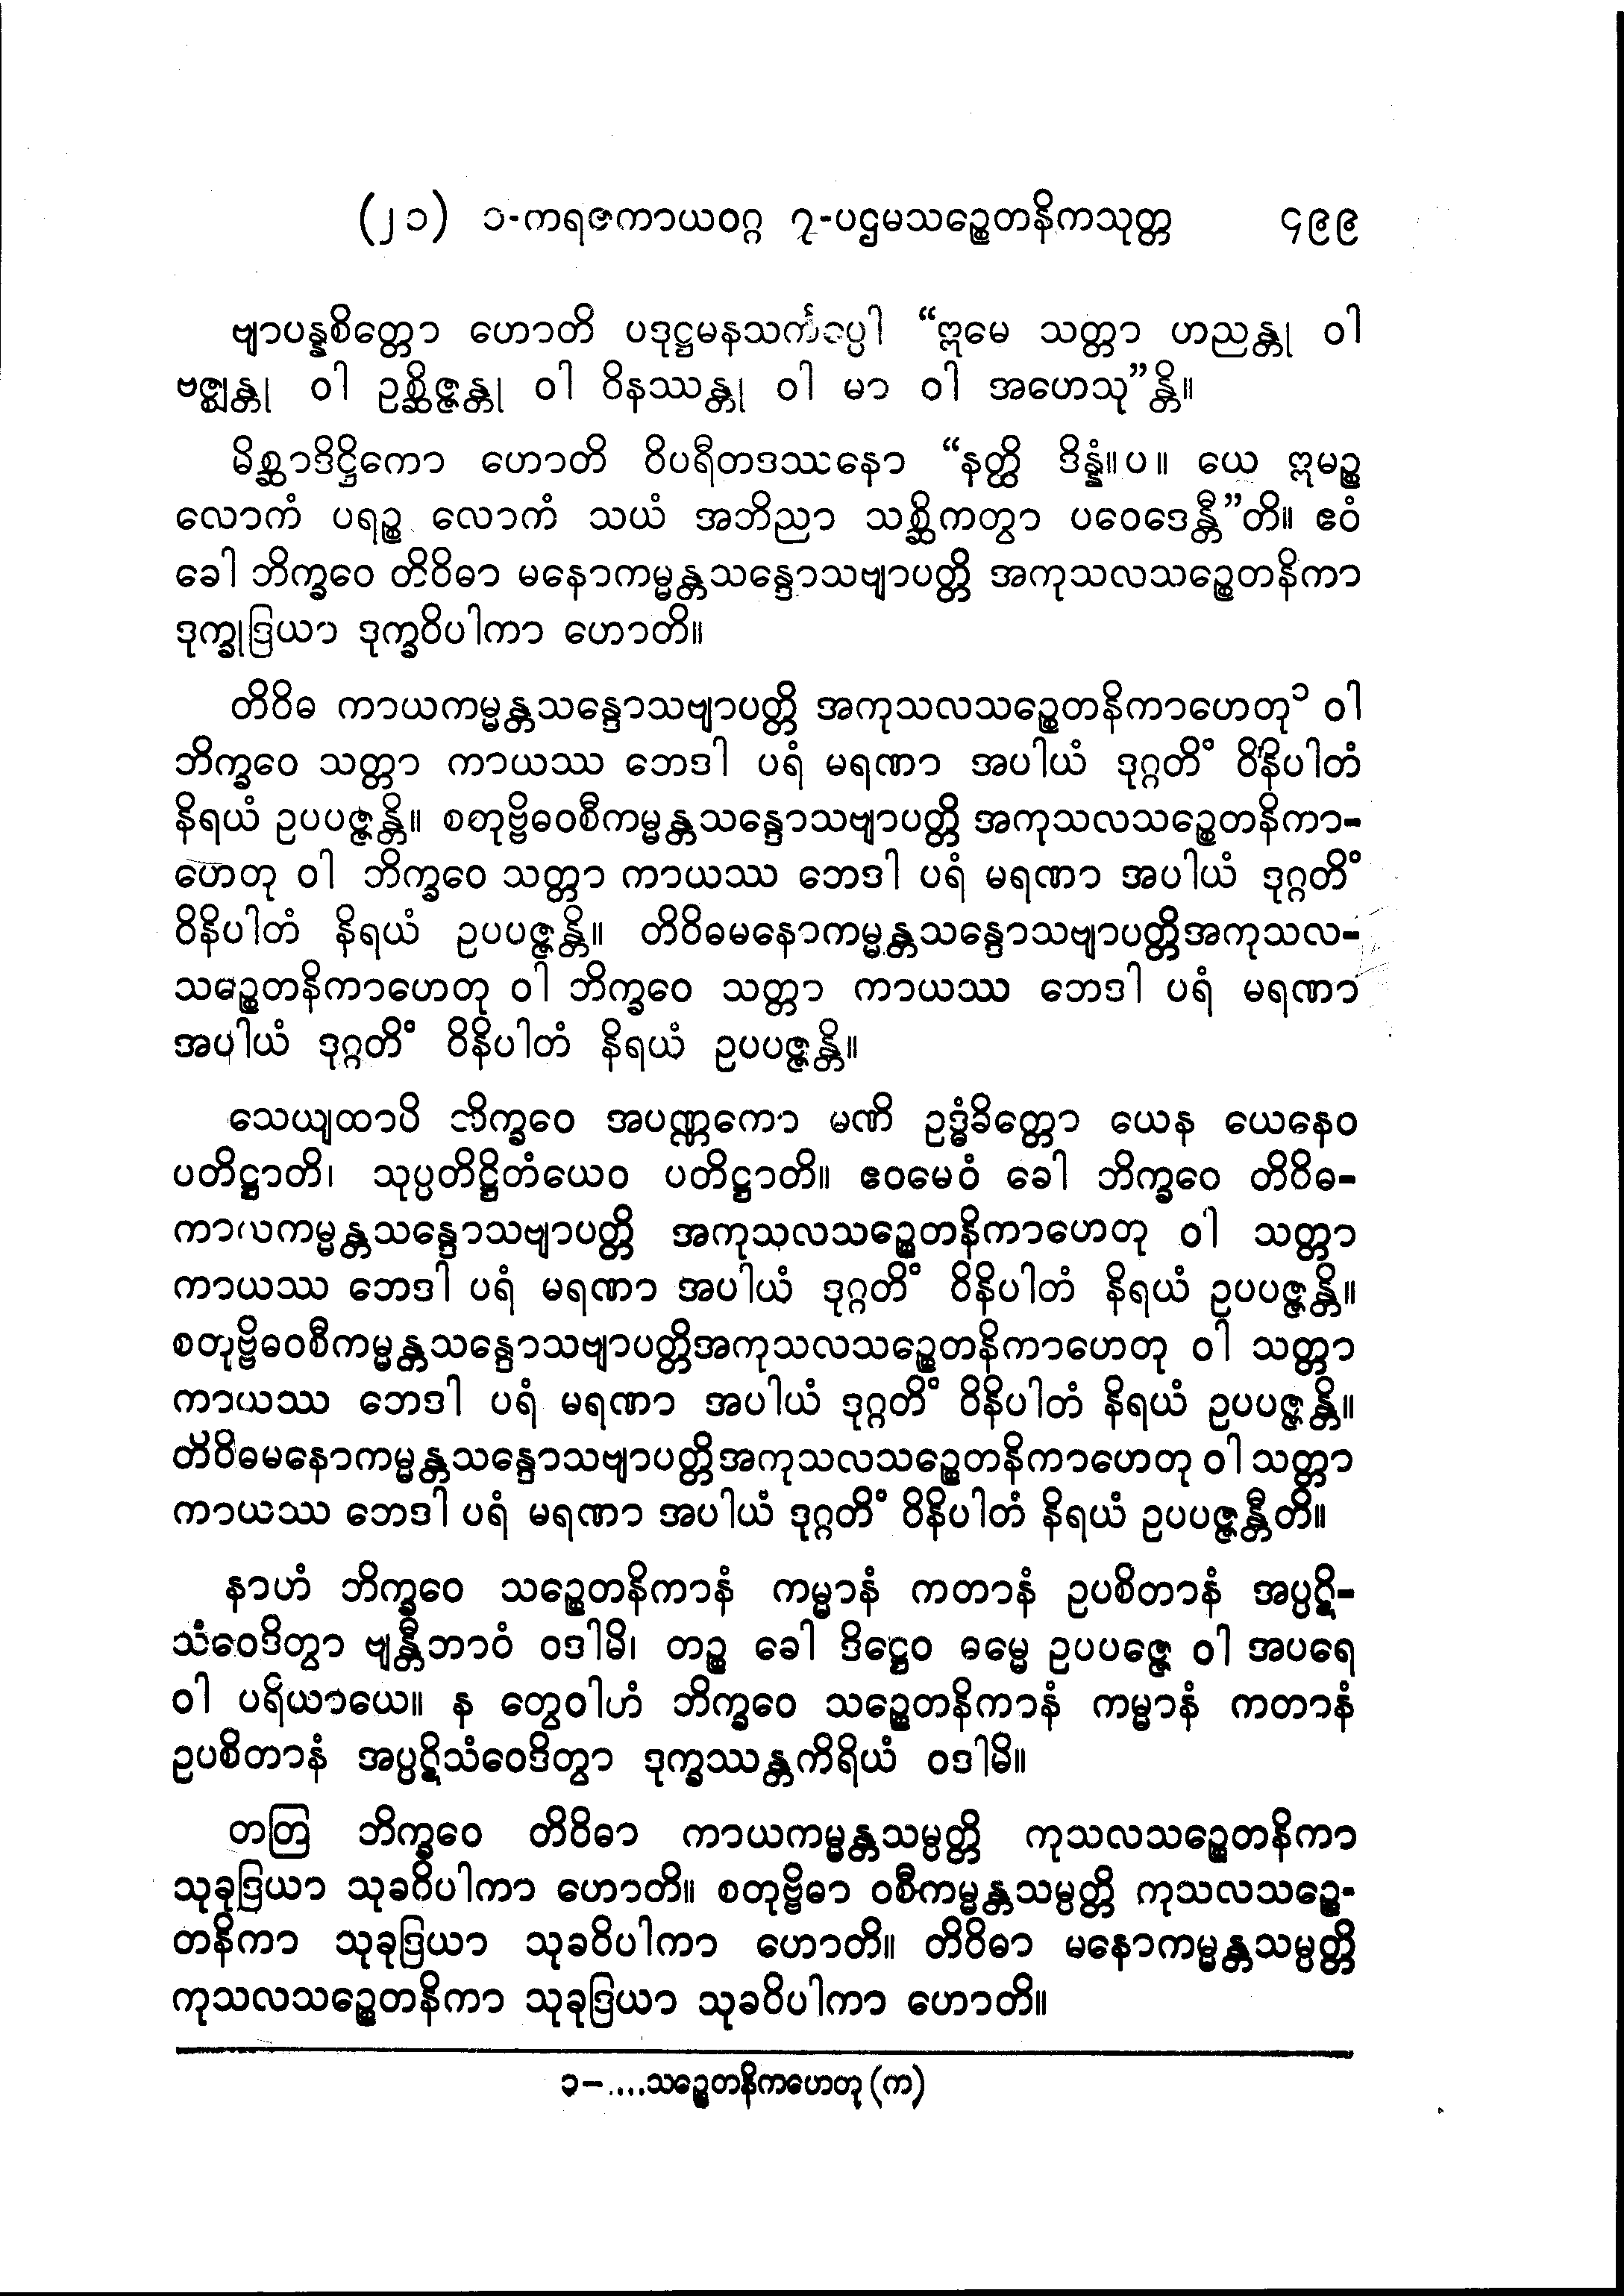 (၂၁) ၁-ကရဇကာယဝဂ္ဂ ၇-ပဌမသဉ္စေတနိကသုတ္တ ၄၉၉
ဗျာပန္နစိတ္တော ဟောတိ ပဒုဋ္ဌမနသင်္ကပ္ပေါ “ဣမေ သတ္တာ ဟညန္တု ဝါ
ဗဇ္ဈန္တု ဝါ ဥစ္ဆိဇ္ဇန္တု ဝါ ဝိနဿန္တု ဝါ မာ ဝါ အဟေသု”န္တိ။
မိစ္ဆာဒိဋ္ဌိကော ဟောတိ ဝိပရီတဒဿနော “နတ္ထိ ဒိန္နံ။ပ။ ယေ ဣမဉ္စ
လောကံ ပရဉ္စ လောကံ သယံ အဘိညာ သစ္ဆိကတွာ ပဝေဒေန္တီ”တိ။ ဧဝံ
ခေါ ဘိက္ခဝေ တိဝိဓာ မနောကမ္မန္တသန္ဒောသဗျာပတ္တိ အကုသလသဉ္စေတနိကာ
ဒုက္ခုဒြယာ ဒုက္ခဝိပါကာ ဟောတိ။
တိဝိဓ ကာယကမ္မန္တသန္ဒောသဗျာပတ္တိ အကုသလသဉ္စေတနိကာဟေတု၁ ဝါ
ဘိက္ခဝေ သတ္တာ ကာယဿ ဘေဒါ ပရံ မရဏာ အပါယံ ဒုဂ္ဂတိံ ဝိနိပါတံ
နိရယံ ဥပပဇ္ဇန္တိ။ စတုဗ္ဗိဓဝစီကမ္မန္တသန္ဒောသဗျာပတ္တိ အကုသလသဉ္စေတနိကာ-
ဟေတု ဝါ ဘိက္ခဝေ သတ္တာ ကာယဿ ဘေဒါ ပရံ မရဏာ အပါယံ ဒုဂ္ဂတိံ
ဝိနိပါတံ နိရယံ ဥပပဇ္ဇန္တိ။ တိဝိဓမနောကမ္မန္တသန္ဒောသဗျာပတ္တိအကုသလ-
သဉ္စေတနိကာဟေတု ဝါ ဘိက္ခဝေ သတ္တာ ကာယဿ ဘေဒါ ပရံ မရဏာ
အပါယံ ဒုဂ္ဂတိံ ဝိနိပါတံ နိရယံ ဥပပဇ္ဇန္တိ။
သေယျထာပိ ဘိက္ခဝေ အပဏ္ဏကော မဏိ ဥဒ္ဓံခိတ္တော ယေန ယေနေဝ
ပတိဋ္ဌာတိ၊ သုပ္ပတိဋ္ဌိတံယေဝ ပတိဋ္ဌာတိ။ ဧဝမေဝံ ခေါ ဘိက္ခဝေ တိဝိဓ-
ကာယကမ္မန္တသန္ဒောသဗျာပတ္တိ အကုသလသဉ္စေတနိကာဟေတု ဝါ သတ္တာ
ကာယဿ ဘေဒါ ပရံ မရဏာ အပါယံ ဒုဂ္ဂတိံ ဝိနိပါတံ နိရယံ ဥပပဇ္ဇန္တိ။
စတုဗ္ဗိဓဝစီကမ္မန္တသန္ဒောသဗျာပတ္တိအကုသလသဉ္စေတနိကာဟေတု ဝါ သတ္တာ
ကာယဿ ဘေဒါ ပရံ မရဏာ အပါယံ ဒုဂ္ဂတိံ ဝိနိပါတံ နိရယံ ဥပပဇ္ဇန္တိ။
တိဝိဓမနောကမ္မန္တသန္ဒောသဗျာပတ္တိအကုသလသဉ္စေတနိကာဟေတု ဝါ သတ္တာ
ကာယဿ ဘေဒါ ပရံ မရဏာ အပါယံ ဒုဂ္ဂတိံ ဝိနိပါတံ နိရယံ ဥပပဇ္ဇန္တီတိ။
နာဟံ ဘိက္ခဝေ သဉ္စေတနိကာနံ ကမ္မာနံ ကတာနံ ဥပစိတာနံ အပ္ပဋိ-
သံဝေဒိတွာ ဗျန္တီဘာဝံ ဝဒါမိ၊ တဉ္စ ခေါ ဒိဋ္ဌေဝ ဓမ္မေ ဥပပဇ္ဇေ ဝါ အပရေ
ဝါ ပရိယာယေ။ န တွေဝါဟံ ဘိက္ခဝေ သဉ္စေတနိကာနံ ကမ္မာနံ ကတာနံ
ဥပစိတာနံ အပ္ပဋိသံဝေဒိတွာ ဒုက္ခဿန္တကိရိယံ ဝဒါမိ။
တတြ ဘိက္ခဝေ တိဝိဓာ ကာယကမ္မန္တသမ္ပတ္တိ ကုသလသဉ္စေတနိကာ
သုခုဒြယာ သုခဝိပါကာ ဟောတိ။ စတုဗ္ဗိဓာ ဝစီကမ္မန္တသမ္ပတ္တိ ကုသလသဉ္စေ-
တနိကာ သုခုဒြယာ သုခဝိပါကာ ဟောတိ။ တိဝိဓာ မနောကမ္မန္တသမ္ပတ္တိ
ကုသလသဉ္စေတနိကာ သုခုဒြယာ သုခဝိပါကာ ဟောတိ။
၁-....သဉ္စေတနိကဟေတု (က)